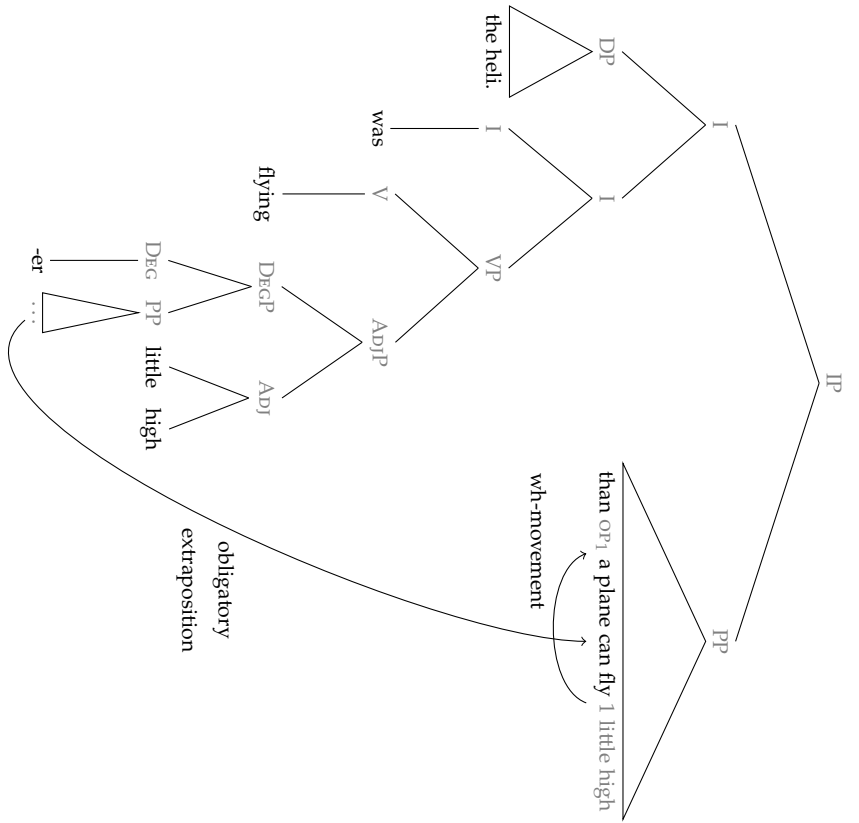 IP
I PP
DP I than OP1 a plane can fly 1 little high
the heli. I VP wh-movement
was V ADJP
flying DEGP ADJ
DEG PP little high
-er ...
obligatory
extraposition